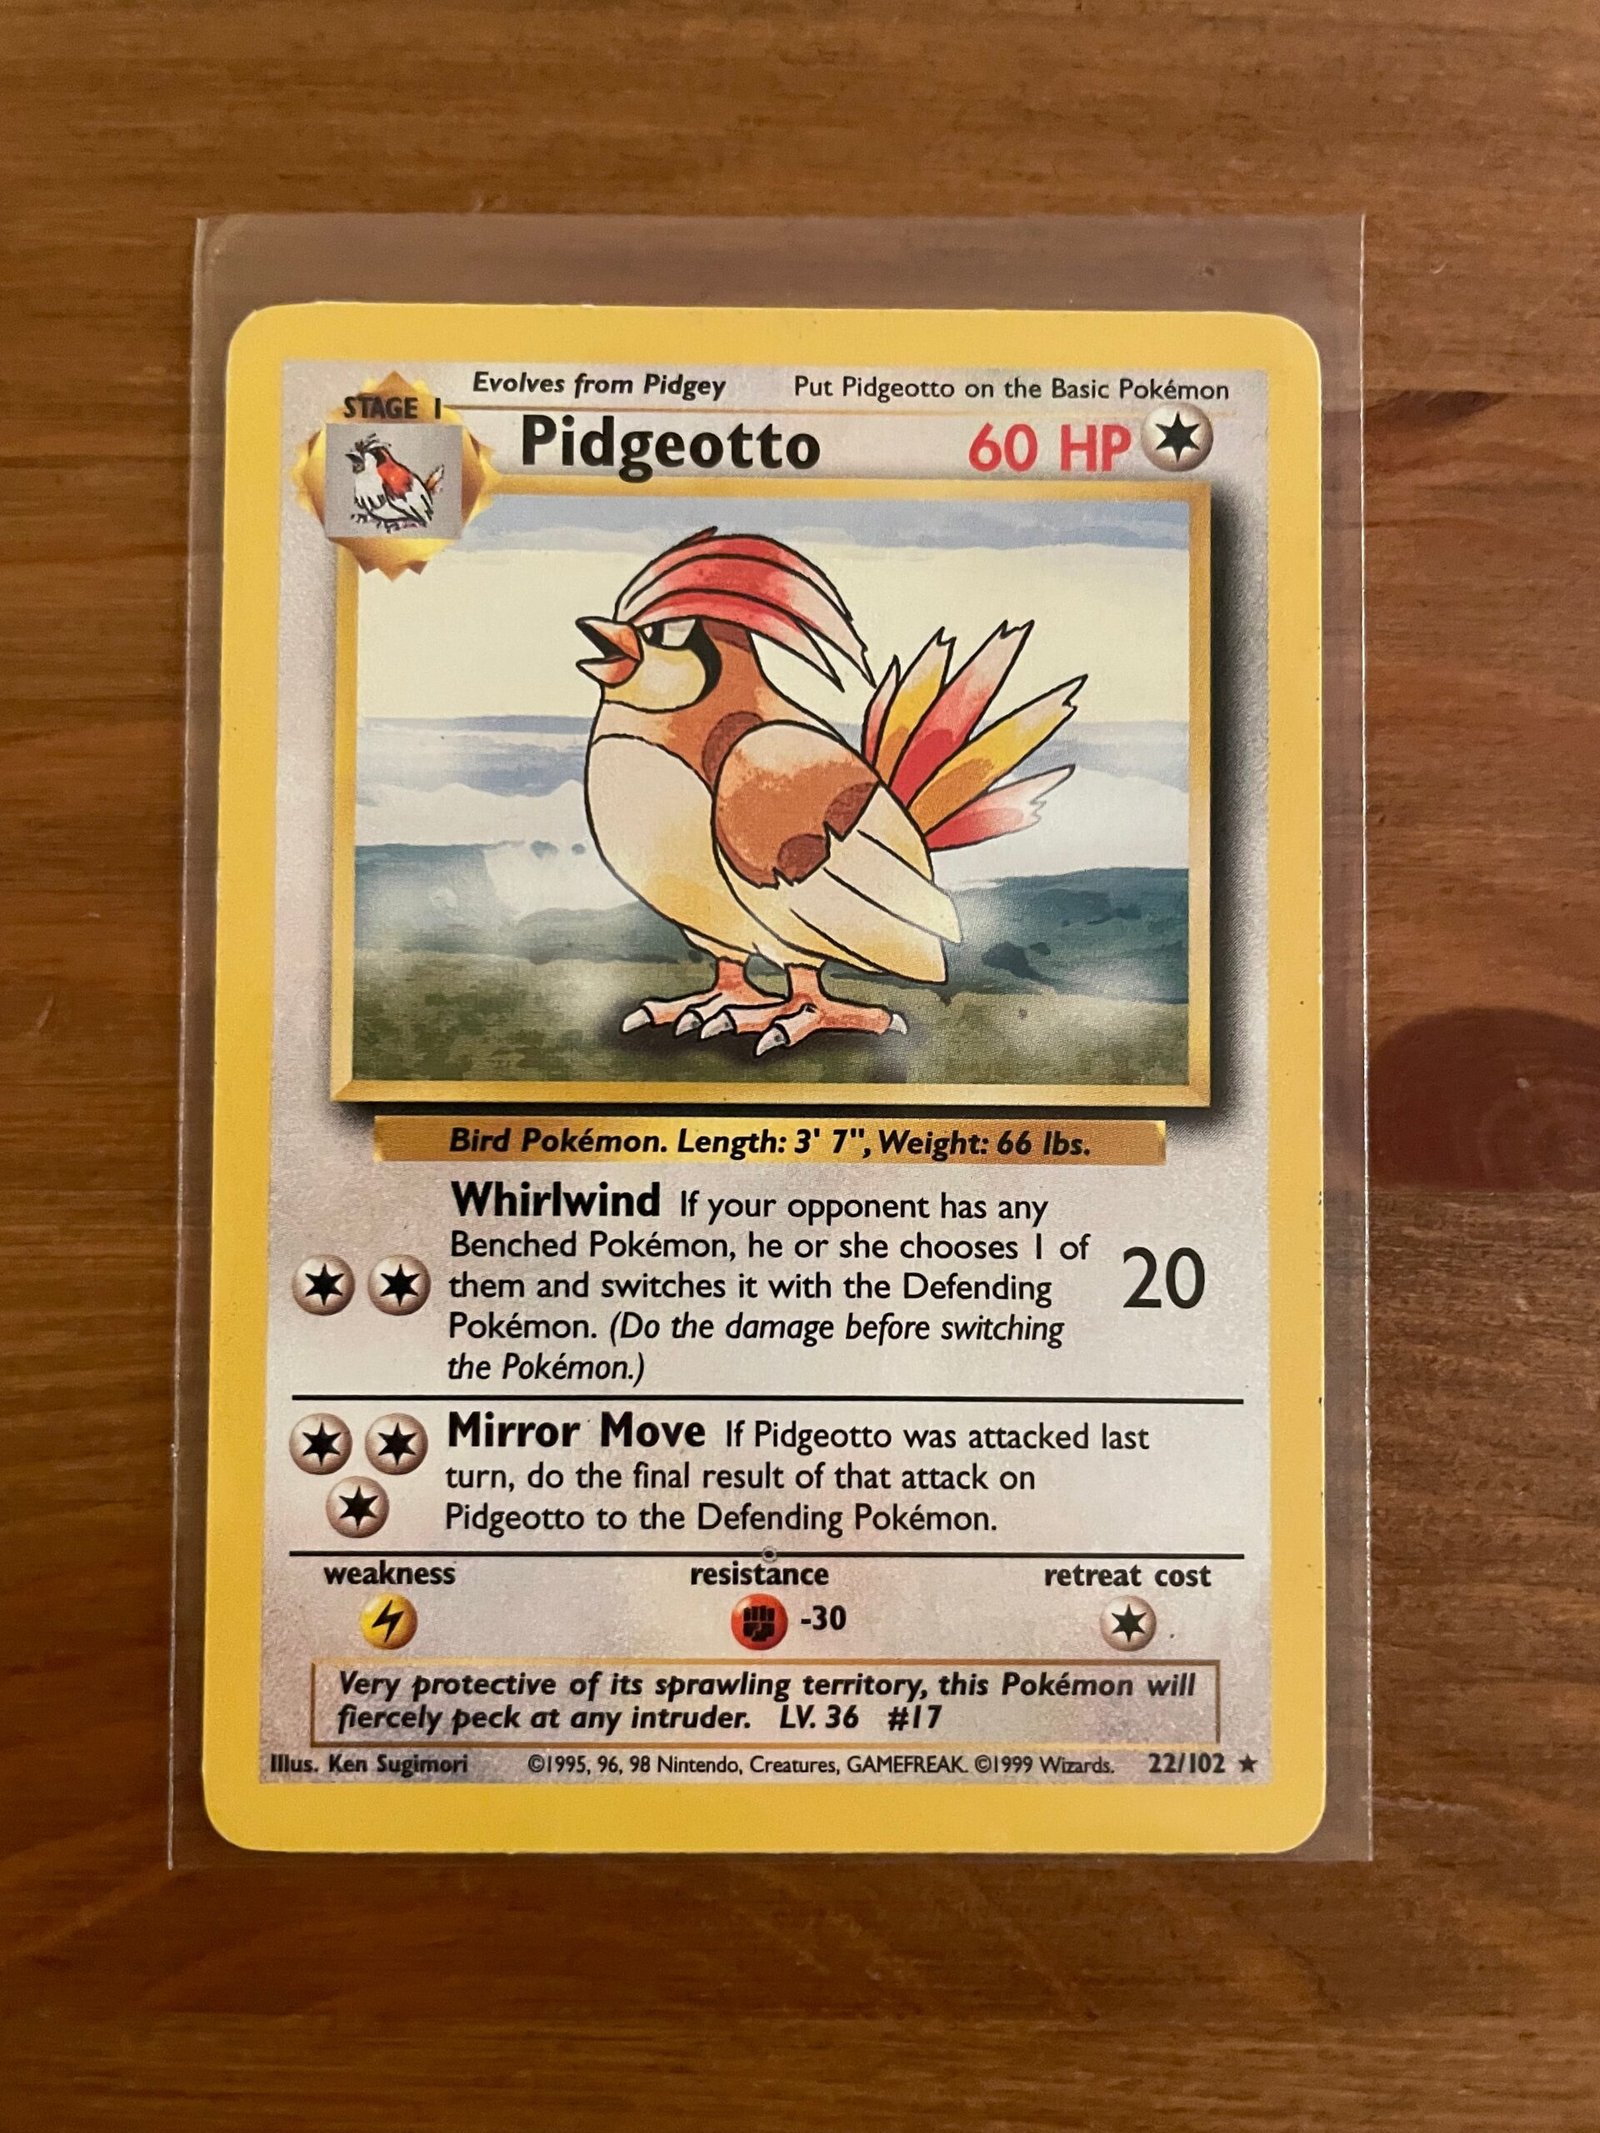 Evolves from Pidgey Put Pidgeotto on the Basic Pokémon
STAGE 1
Pidgeotto 60 HP
Bird Pokémon. Length: 3' 7", Weight: 66 lbs.
Whirlwind If your opponent has any
Benched Pokémon, he or she chooses 1 of
them and switches it with the Defending
Pokémon. (Do the damage before switching
the Pokémon.)
20
Mirror Move If Pidgeotto was attacked last
turn, do the final result of that attack on
Pidgeotto to the Defending Pokémon.
weakness resistance retreat cost
-30
Very protective of its sprawling territory, this Pokémon will
fiercely peck at any intruder. LV. 36 #17
Illus. Ken Sugimori ©1995, 96, 98 Nintendo, Creatures, GAMEFREAK. ©1999 Wizards. 22/102 ★